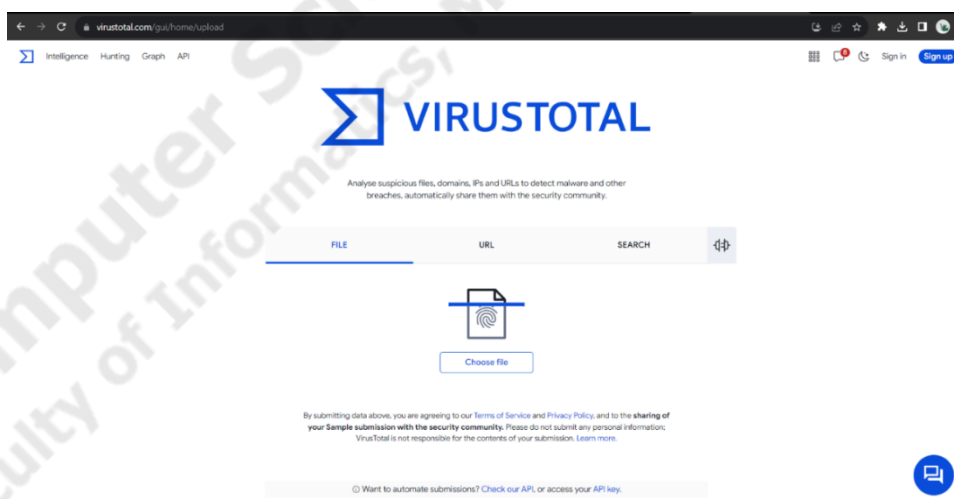 virustotal.com/gui/home/upload
Intelligence Hunting Graph API
6
Sign in Sign up
VIRUSTOTAL
Analyse suspicious files, domains, IPs and URLs to detect malware and other
breaches, automatically share them with the security community.
FILE URL SEARCH
Choose file
By submitting data above, you are agreeing to our Terms of Service and Privacy Policy, and to the sharing of
your Sample submission with the security community. Please do not submit any personal information;
VirusTotal is not responsible for the contents of your submission. Learn more.
Want to automate submissions? Check our API, or access your API key.